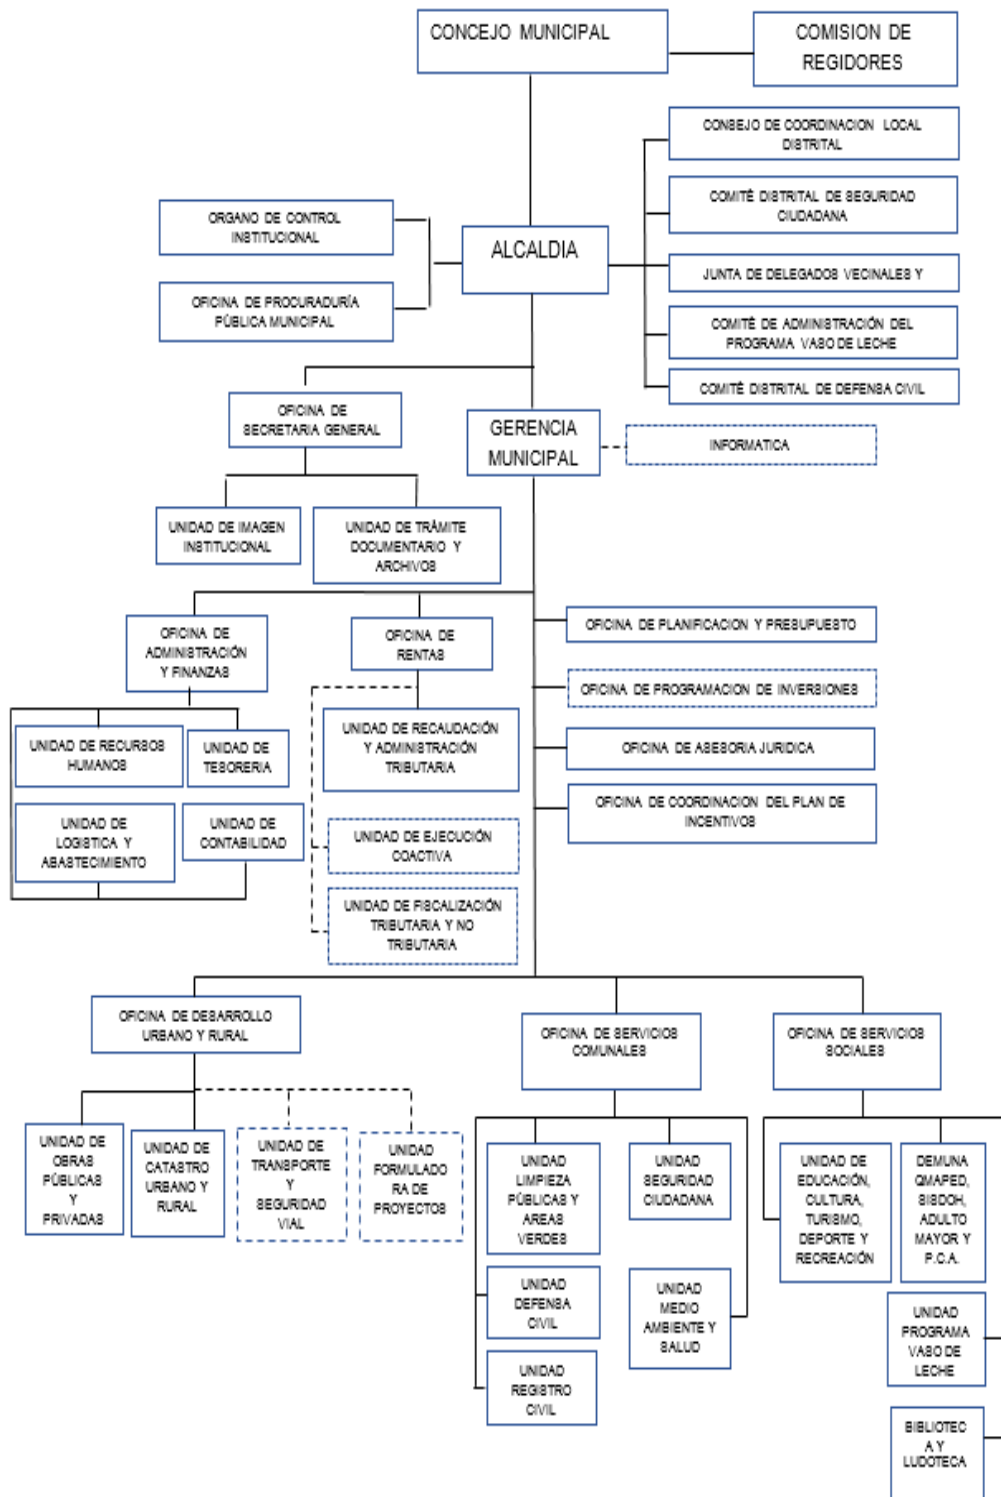 CONCEJO MUNICIPAL
COMISION DE
REGIDORES
CONSEJO DE COORDINACION LOCAL
DISTRITAL
COMITÉ DISTRITAL DE SEGURIDAD
CIUDADANA
ORGANO DE CONTROL
INSTITUCIONAL
ALCALDIA
JUNTA DE DELEGADOS VECINALES Y
OFICINA DE PROCURADURÍA
PÚBLICA MUNICIPAL
COMITÉ DE ADMINISTRACIÓN DEL
PROGRAMA VASO DE LECHE
COMITÉ DISTRITAL DE DEFENSA CIVIL
OFICINA DE
SECRETARIA GENERAL
GERENCIA
MUNICIPAL
INFORMATICA
UNIDAD DE IMAGEN
INSTITUCIONAL
UNIDAD DE TRÁMITE
DOCUMENTARIO Y
ARCHIVOS
OFICINA DE
ADMINISTRACIÓN
Y FINANZAS
OFICINA DE
RENTAS
OFICINA DE PLANIFICACION Y PRESUPUESTO
OFICINA DE PROGRAMACION DE INVERSIONES
UNIDAD DE RECURSOS
HUMANOS
UNIDAD DE
TESORERIA
UNIDAD DE RECAUDACIÓN
Y ADMINISTRACIÓN
TRIBUTARIA
OFICINA DE ASESORIA JURIDICA
OFICINA DE COORDINACION DEL PLAN DE
INCENTIVOS
UNIDAD DE
LOGISTICA Y
ABASTECIMIENTO
UNIDAD DE
CONTABILIDAD
UNIDAD DE EJECUCIÓN
COACTIVA
UNIDAD DE FISCALIZACIÓN
TRIBUTARIA Y NO
TRIBUTARIA
OFICINA DE DESARROLLO
URBANO Y RURAL
OFICINA DE SERVICIOS
COMUNALES
OFICINA DE SERVICIOS
SOCIALES
UNIDAD DE
OBRAS
PÚBLICAS
Y
PRIVADAS
UNIDAD DE
CATASTRO
URBANO Y
RURAL
UNIDAD DE
TRANSPORTE
Y
SEGURIDAD
VIAL
UNIDAD
FORMULADO
RA DE
PROYECTOS
UNIDAD
LIMPIEZA
PÚBLICAS Y
AREAS
VERDES
UNIDAD
SEGURIDAD
CIUDADANA
UNIDAD DE
EDUCACIÓN,
CULTURA,
TURISMO,
DEPORTE Y
RECREACIÓN
DEMUNA
OMAPED,
SISDOH,
ADULTO
MAYOR Y
P.C.A.
UNIDAD
DEFENSA
CIVIL
UNIDAD
MEDIO
AMBIENTE Y
SALUD
UNIDAD
PROGRAMA
VASO DE
LECHE
UNIDAD
REGISTRO
CIVIL
BIBLIOTEC
A Y
LUDOTECA